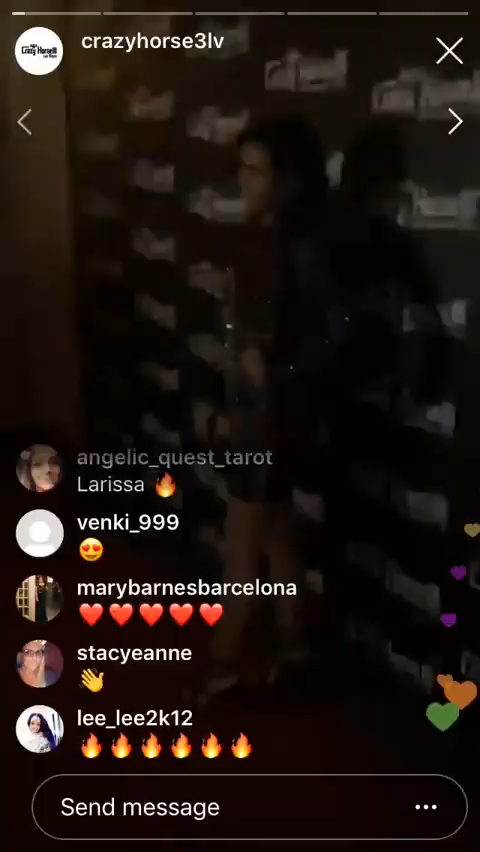 crazyhorse3lv
angelic_quest_tarot
Larissa 🔥
venki_999
😍
marybarnesbarcelona
❤️❤️❤️❤️❤️
stacyeanne
👋
lee_lee2k12
🔥🔥🔥🔥🔥🔥
Send message